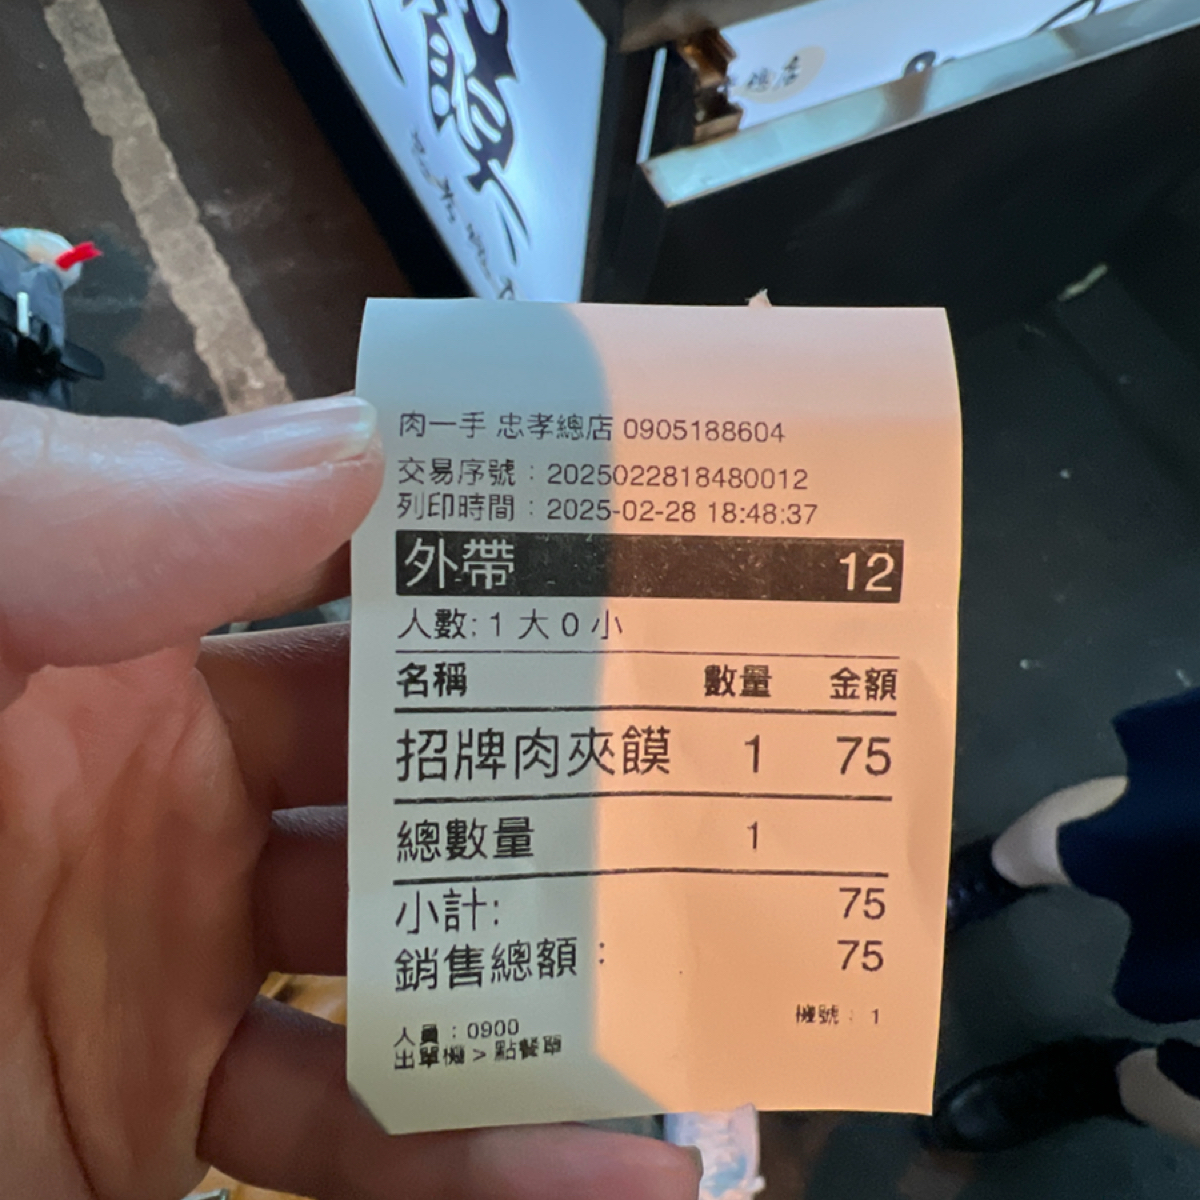 饃
總店
肉一手 忠孝總店 0905188604
交易序號：2025022818480012
列印時間：2025-02-28 18:48:37
外帶 12
人數: 1 大 0 小
名稱 數量 金額
招牌肉夾饃 1 75
總數量 1
小計: 75
銷售總額： 75
機號： 1
人員：0900
出單機 > 點餐單